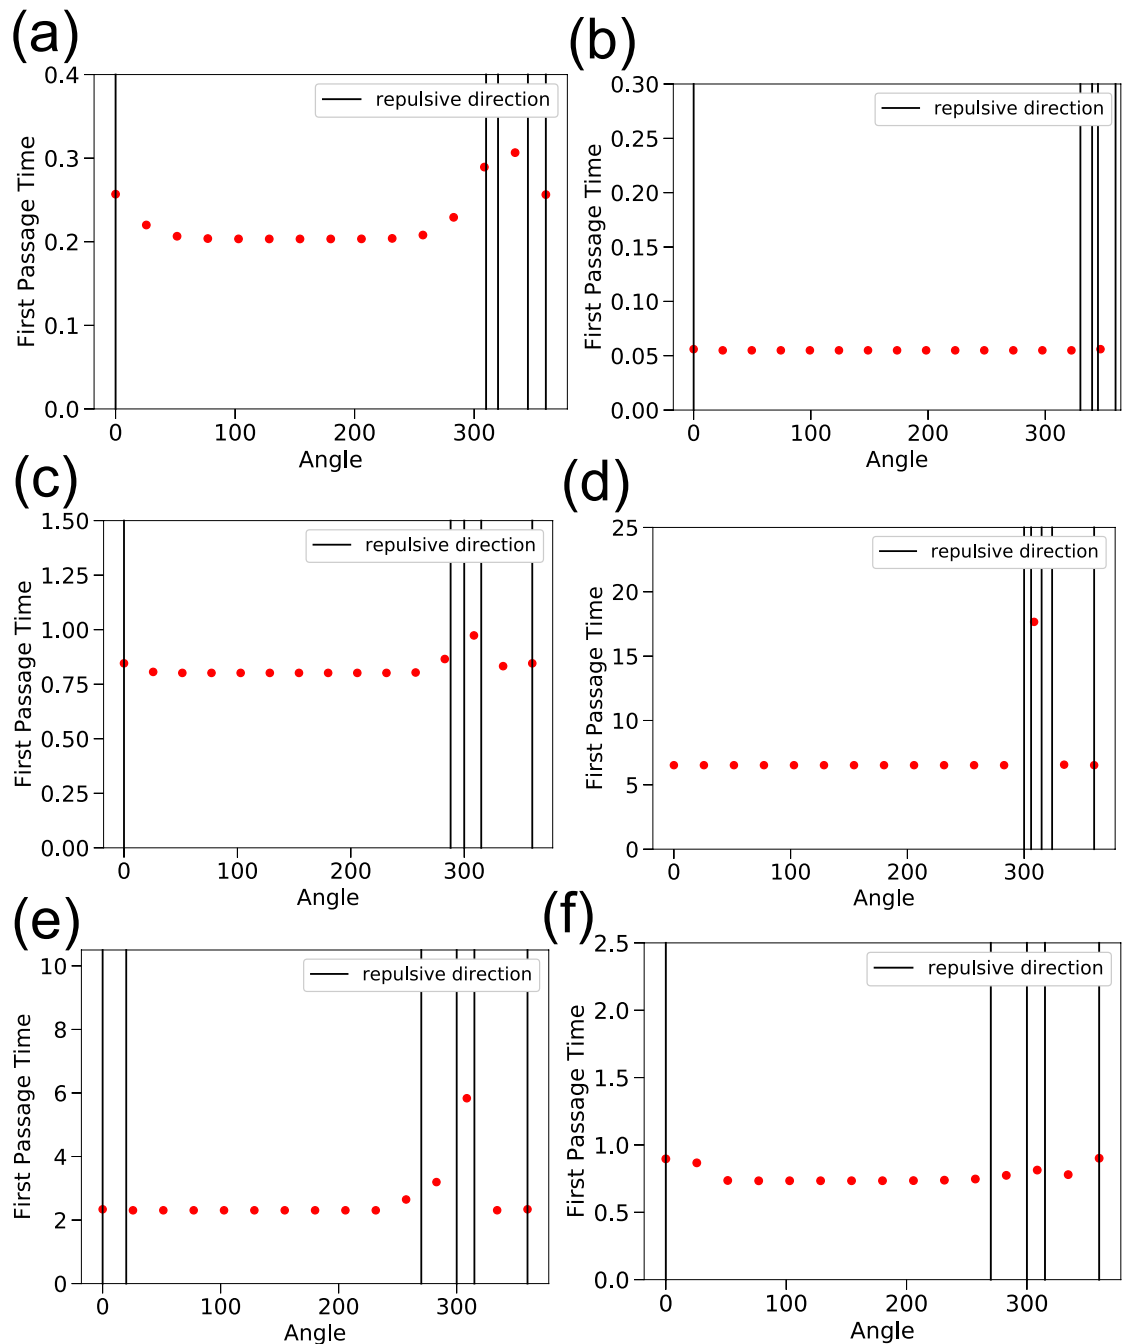 (a)
0.4
0.3
0.2
0.1
0.0
First Passage Time
repulsive direction
0
100
200
300
Angle
(b)
0.30
0.25
0.20
0.15
0.10
0.05
0.00
First Passage Time
repulsive direction
0
100
200
300
Angle
(c)
1.50
1.25
1.00
0.75
0.50
0.25
0.00
First Passage Time
repulsive direction
0
100
200
300
Angle
(d)
25
20
15
10
5
0
First Passage Time
repulsive direction
0
100
200
300
Angle
(e)
10
8
6
4
2
0
First Passage Time
repulsive direction
0
100
200
300
Angle
(f)
2.5
2.0
1.5
1.0
0.5
0.0
First Passage Time
repulsive direction
0
100
200
300
Angle